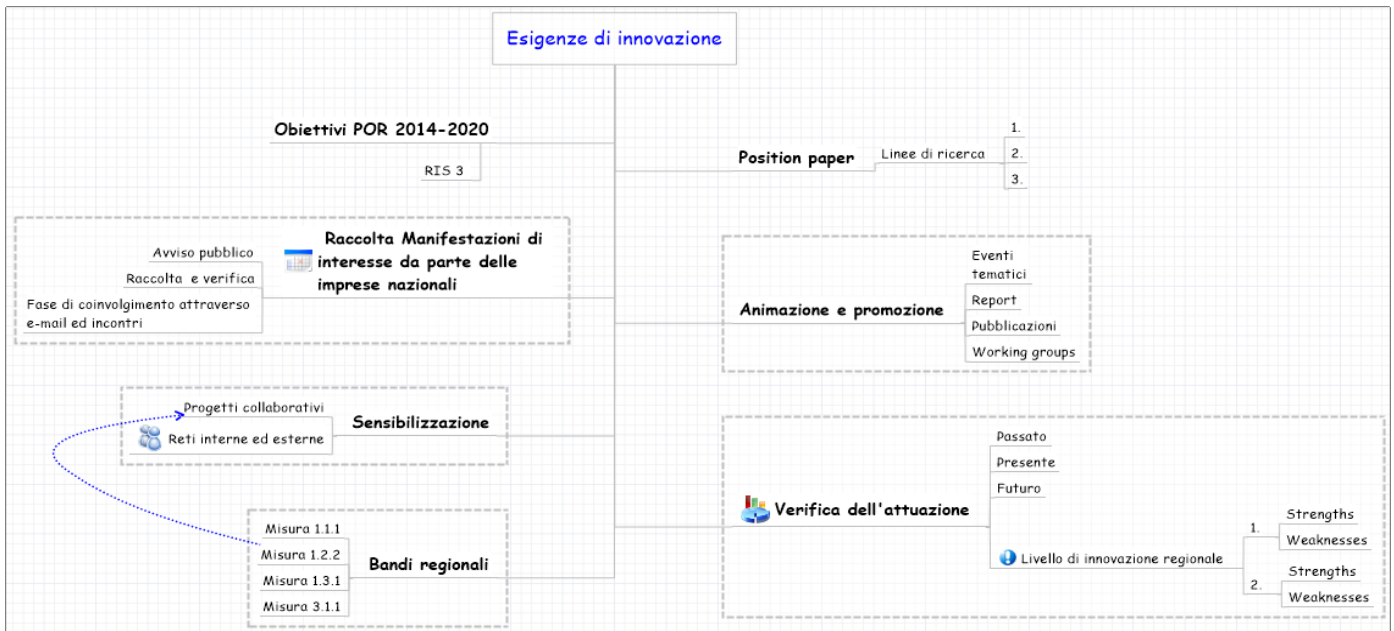 Esigenze di innovazione
Obiettivi POR 2014-2020
RIS 3
Raccolta Manifestazioni di
interesse da parte delle
imprese nazionali
Avviso pubblico
Raccolta e verifica
Fase di coinvolgimento attraverso
e-mail ed incontri
Sensibilizzazione
Progetti collaborativi
Reti interne ed esterne
Bandi regionali
Misura 1.1.1
Misura 1.2.2
Misura 1.3.1
Misura 3.1.1
Position paper
Linee di ricerca
1.
2.
3.
Animazione e promozione
Eventi
tematici
Report
Pubblicazioni
Working groups
Verifica dell'attuazione
Passato
Presente
Futuro
Livello di innovazione regionale
1.
Strengths
Weaknesses
2.
Strengths
Weaknesses